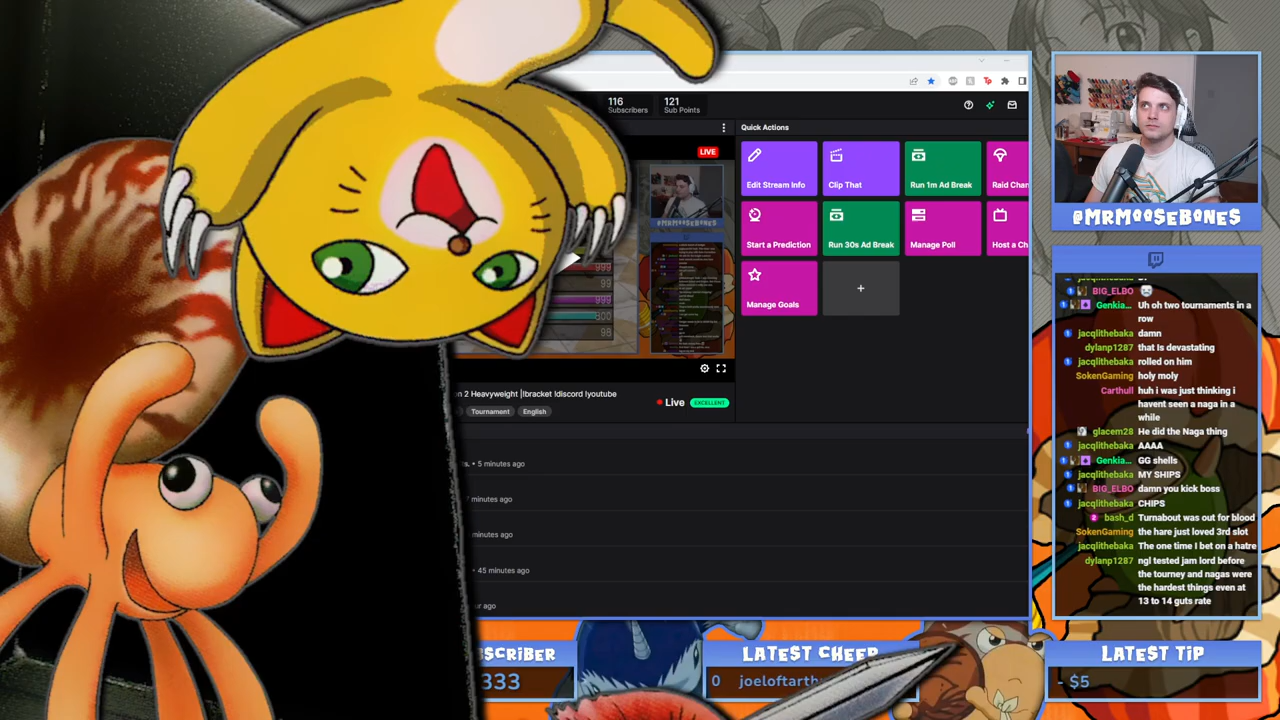 116
Subscribers
121
Sub Points
Quick Actions
LIVE
Edit Stream Info
Clip That
Run 1m Ad Break
Start a Prediction
Run 30s Ad Break
Manage Poll
Manage Goals
+
999
99
999
800
98
n 2 Heavyweight |!bracket !discord !youtube
Tournament
English
Live
EXCELLENT
s. • 5 minutes ago
minutes ago
minutes ago
• 45 minutes ago
ur ago
@MRMOOSEBONES
BIG_ELBO
Genkia... Uh oh two tournaments in a
row
jacqlithebaka damn
dylanp1287 that Is devastating
jacqlithebaka rolled on him
SokenGaming holy moly
Carthull huh i was just thinking i
havent seen a naga in a
while
glacem28 He did the Naga thing
jacqlithebaka AAAA
Genkia... GG shells
jacqlithebaka MY SHIPS
BIG_ELBO damn you kick boss
jacqlithebaka CHIPS
bash_d Turnabout was out for blood
SokenGaming the hare just loved 3rd slot
jacqlithebaka The one time I bet on a hatre
dylanp1287 ngl tested jam lord before
the tourney and nagas were
the hardest things even at
13 to 14 guts rate
SCRIBER
333
LATEST CHEER
0 joeloftarth
LATEST TIP
- $5